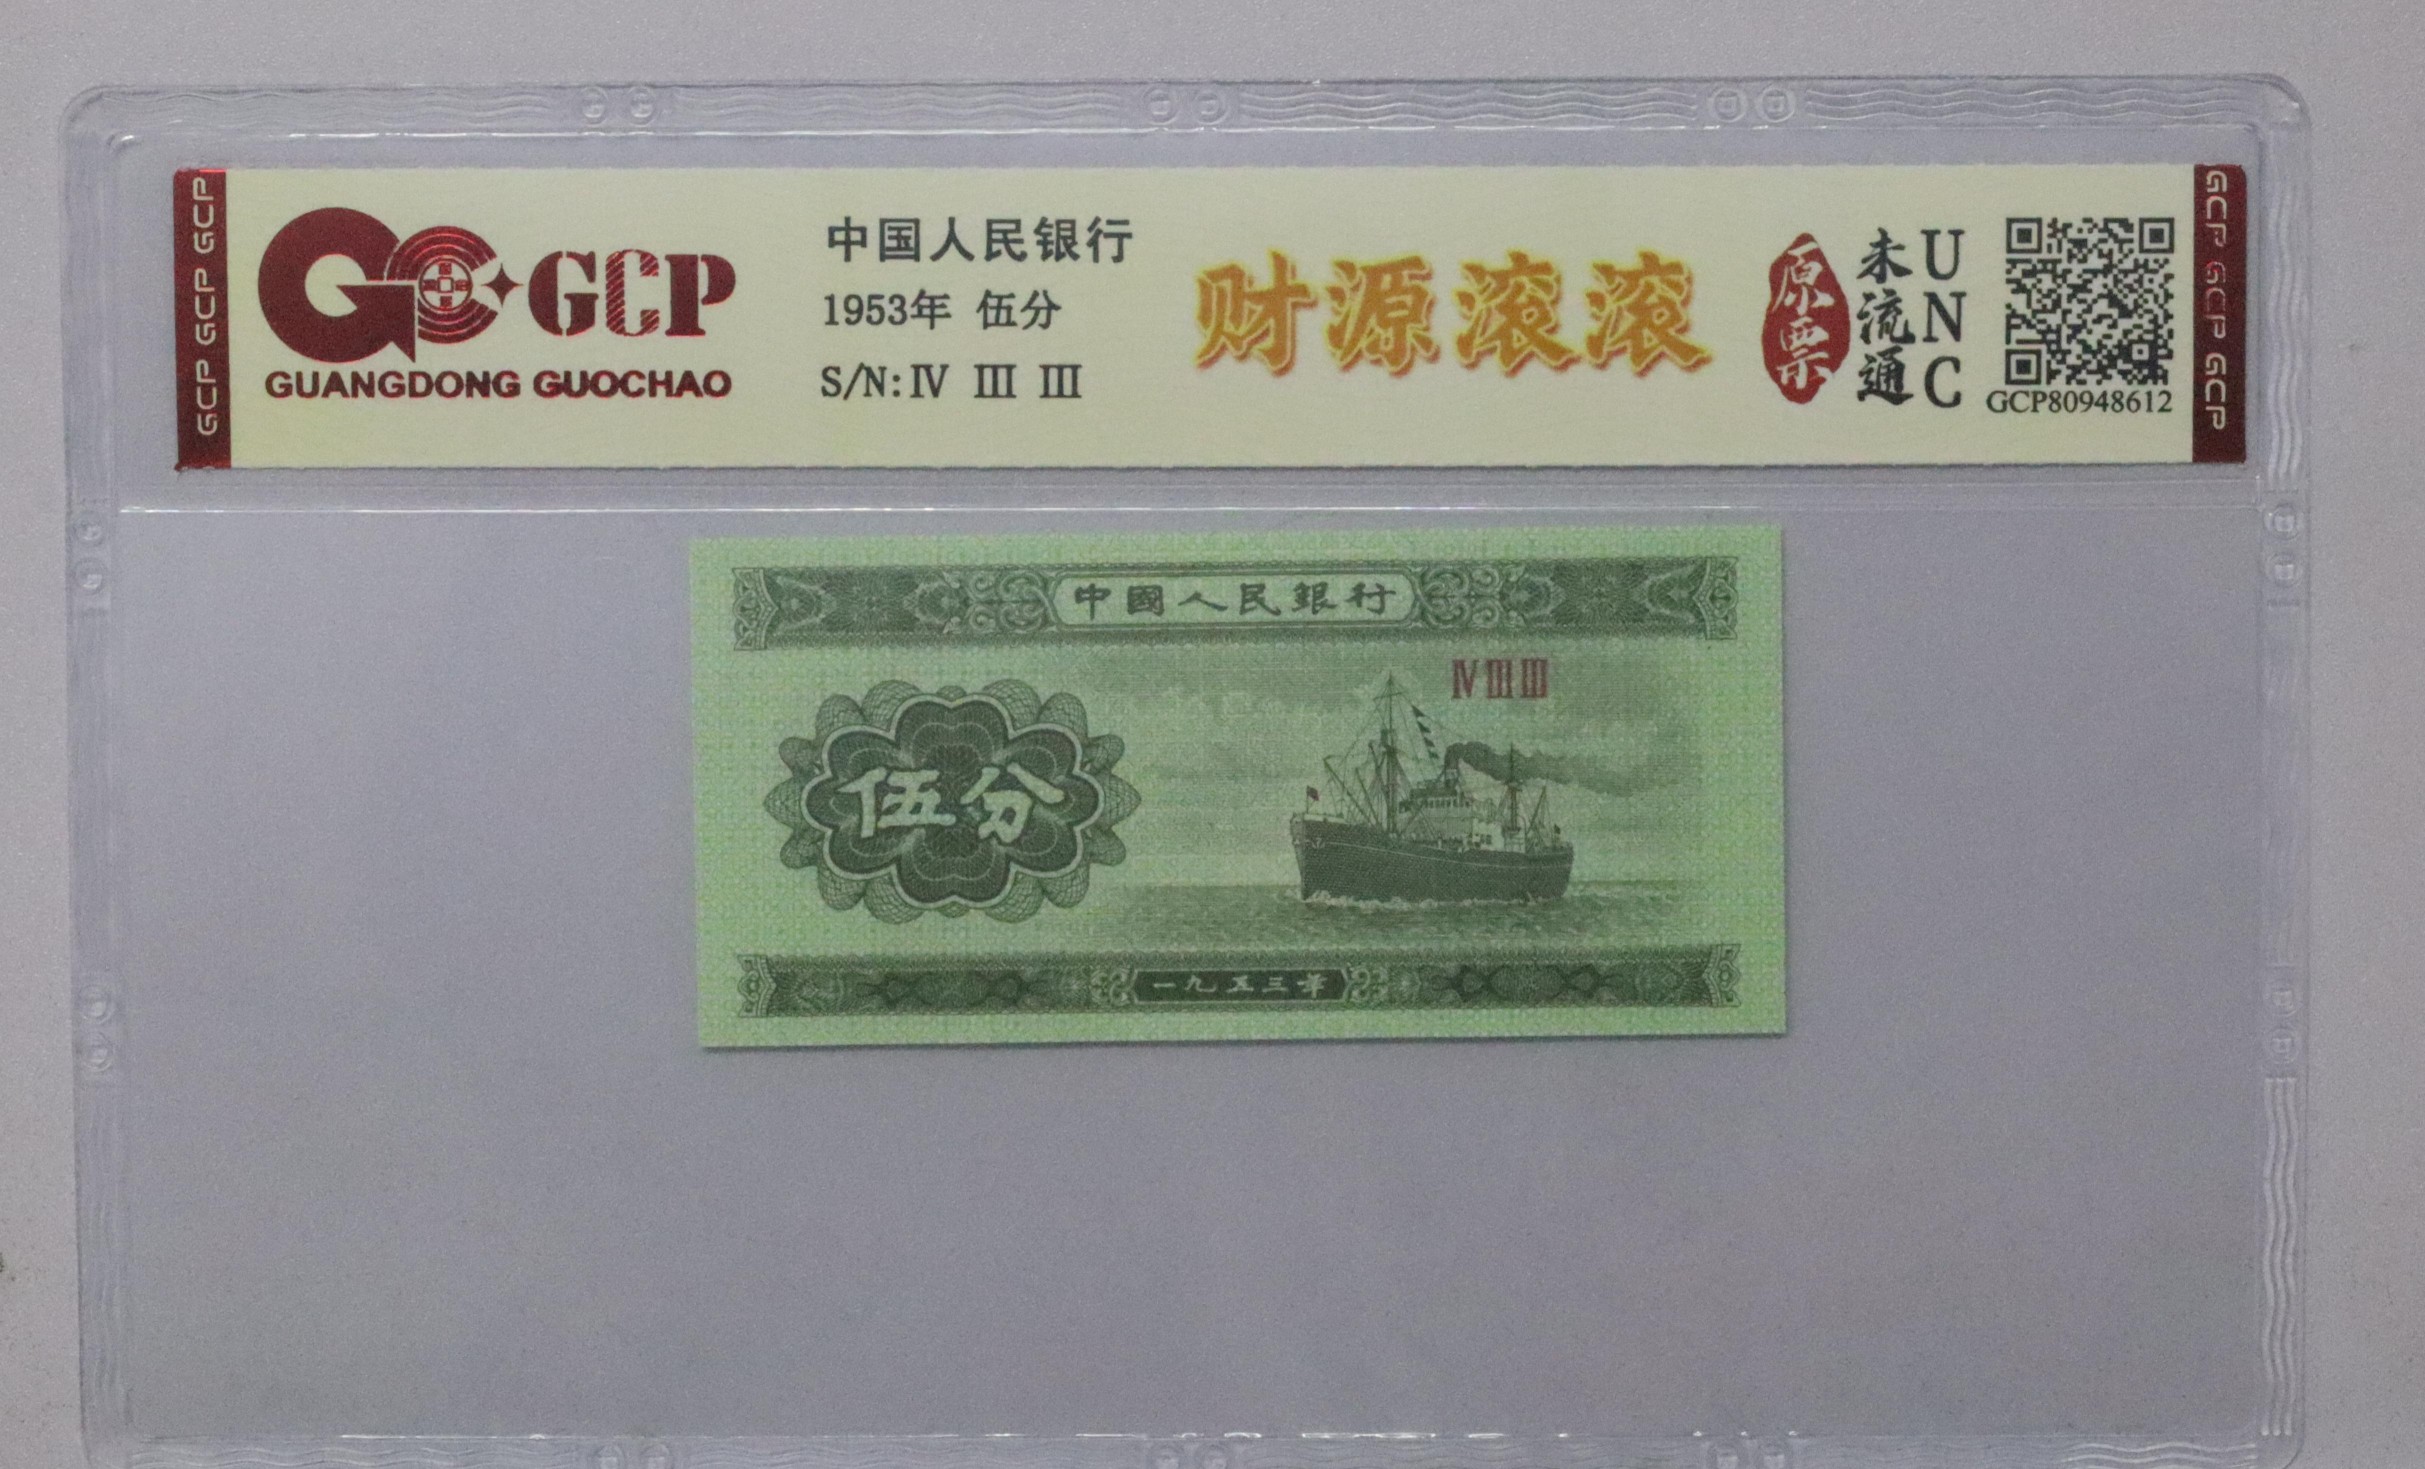 GCP GCP GCP
GCP
GUANGDONG GUOCHAO
中国人民银行
1953年 伍分
S/N: IV III III
财源滚滚
原票
未流通
UNC
GCP80948612
GCP GCP GCP
中國人民銀行
IV III III
伍分
一九五三年